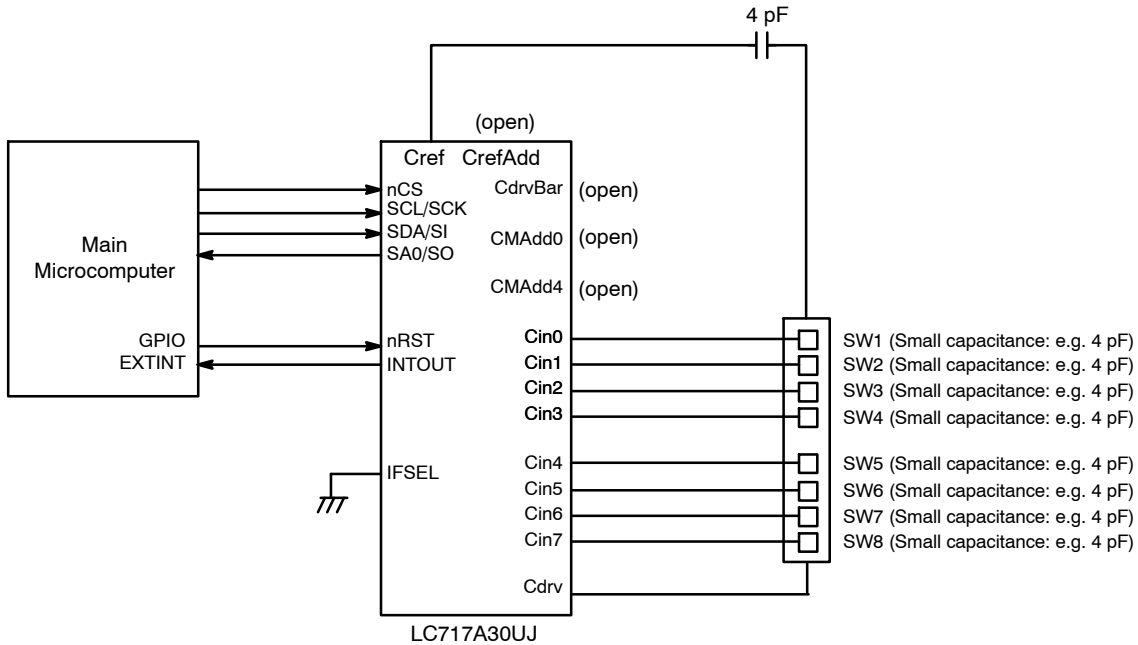 4 pF
(open)
Cref CrefAdd
nCS
SCL/SCK
SDA/SI
SA0/SO
CdrvBar (open)
CMAdd0 (open)
CMAdd4 (open)
Main
Microcomputer
GPIO
EXTINT
nRST
INTOUT
IFSEL
Cin0
Cin1
Cin2
Cin3
Cin4
Cin5
Cin6
Cin7
Cdrv
SW1 (Small capacitance: e.g. 4 pF)
SW2 (Small capacitance: e.g. 4 pF)
SW3 (Small capacitance: e.g. 4 pF)
SW4 (Small capacitance: e.g. 4 pF)
SW5 (Small capacitance: e.g. 4 pF)
SW6 (Small capacitance: e.g. 4 pF)
SW7 (Small capacitance: e.g. 4 pF)
SW8 (Small capacitance: e.g. 4 pF)
LC717A30UJ